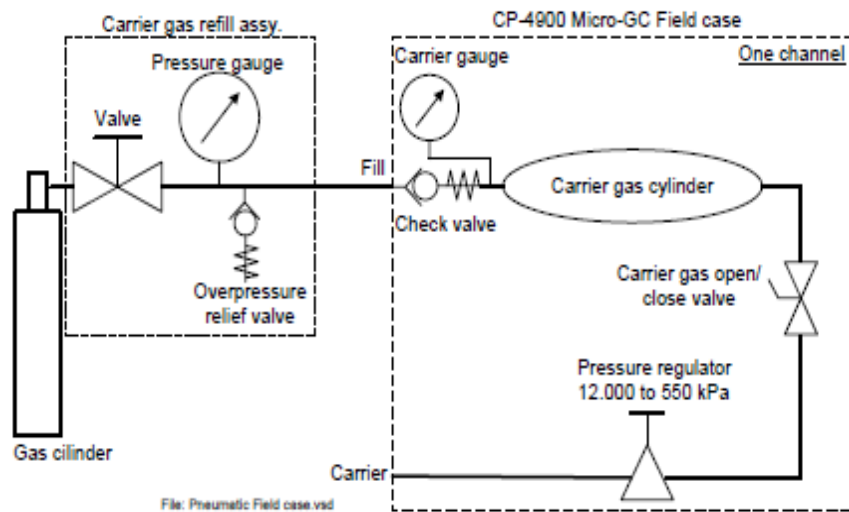 CP-4900 Micro-GC Field case
Carrier gas refill assy.
Pressure gauge
Carrier gauge
One channel
Valve
Fill
Carrier gas cylinder
Check valve
Carrier gas open/
close valve
Overpressure
relief valve
Pressure regulator
12.000 to 550 kPa
Gas cilinder
Carrier
File: Pneumatic Field case.vsd